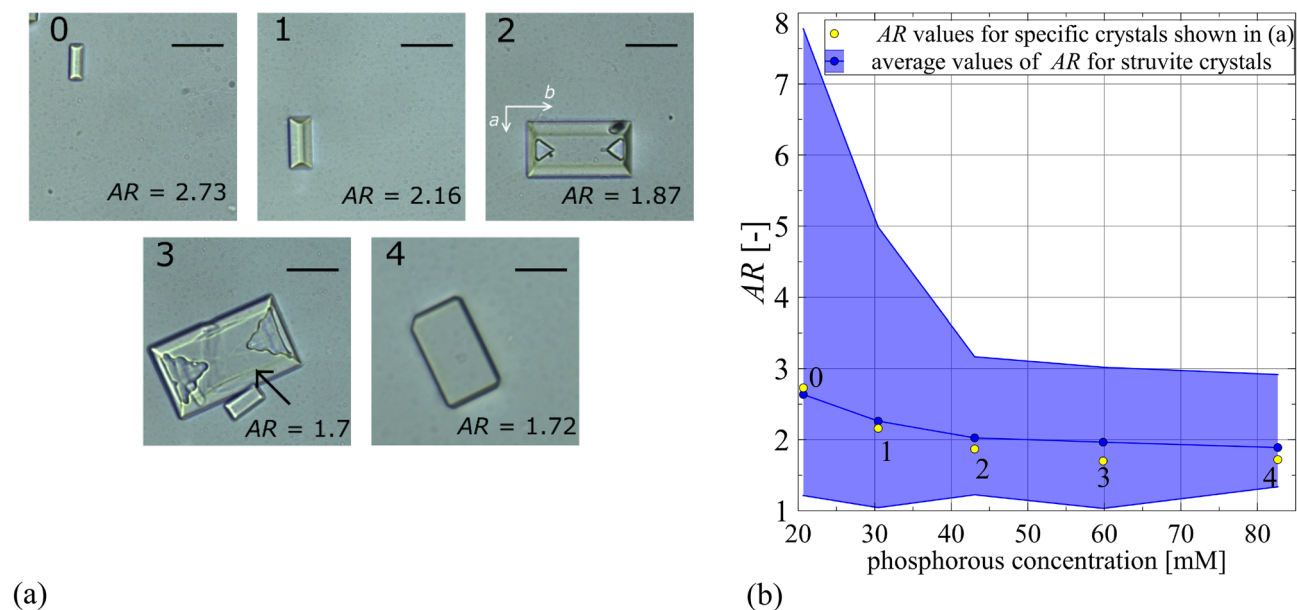 0
AR = 2.73
1
AR = 2.16
2
b
a
AR = 1.87
3
AR = 1.7
4
AR = 1.72
(a)
AR values for specific crystals shown in (a)
average values of AR for struvite crystals
8
7
6
5
4
3
2
1
AR [-]
0
1
2
3
4
20 30 40 50 60 70 80
phosphorous concentration [mM]
(b)